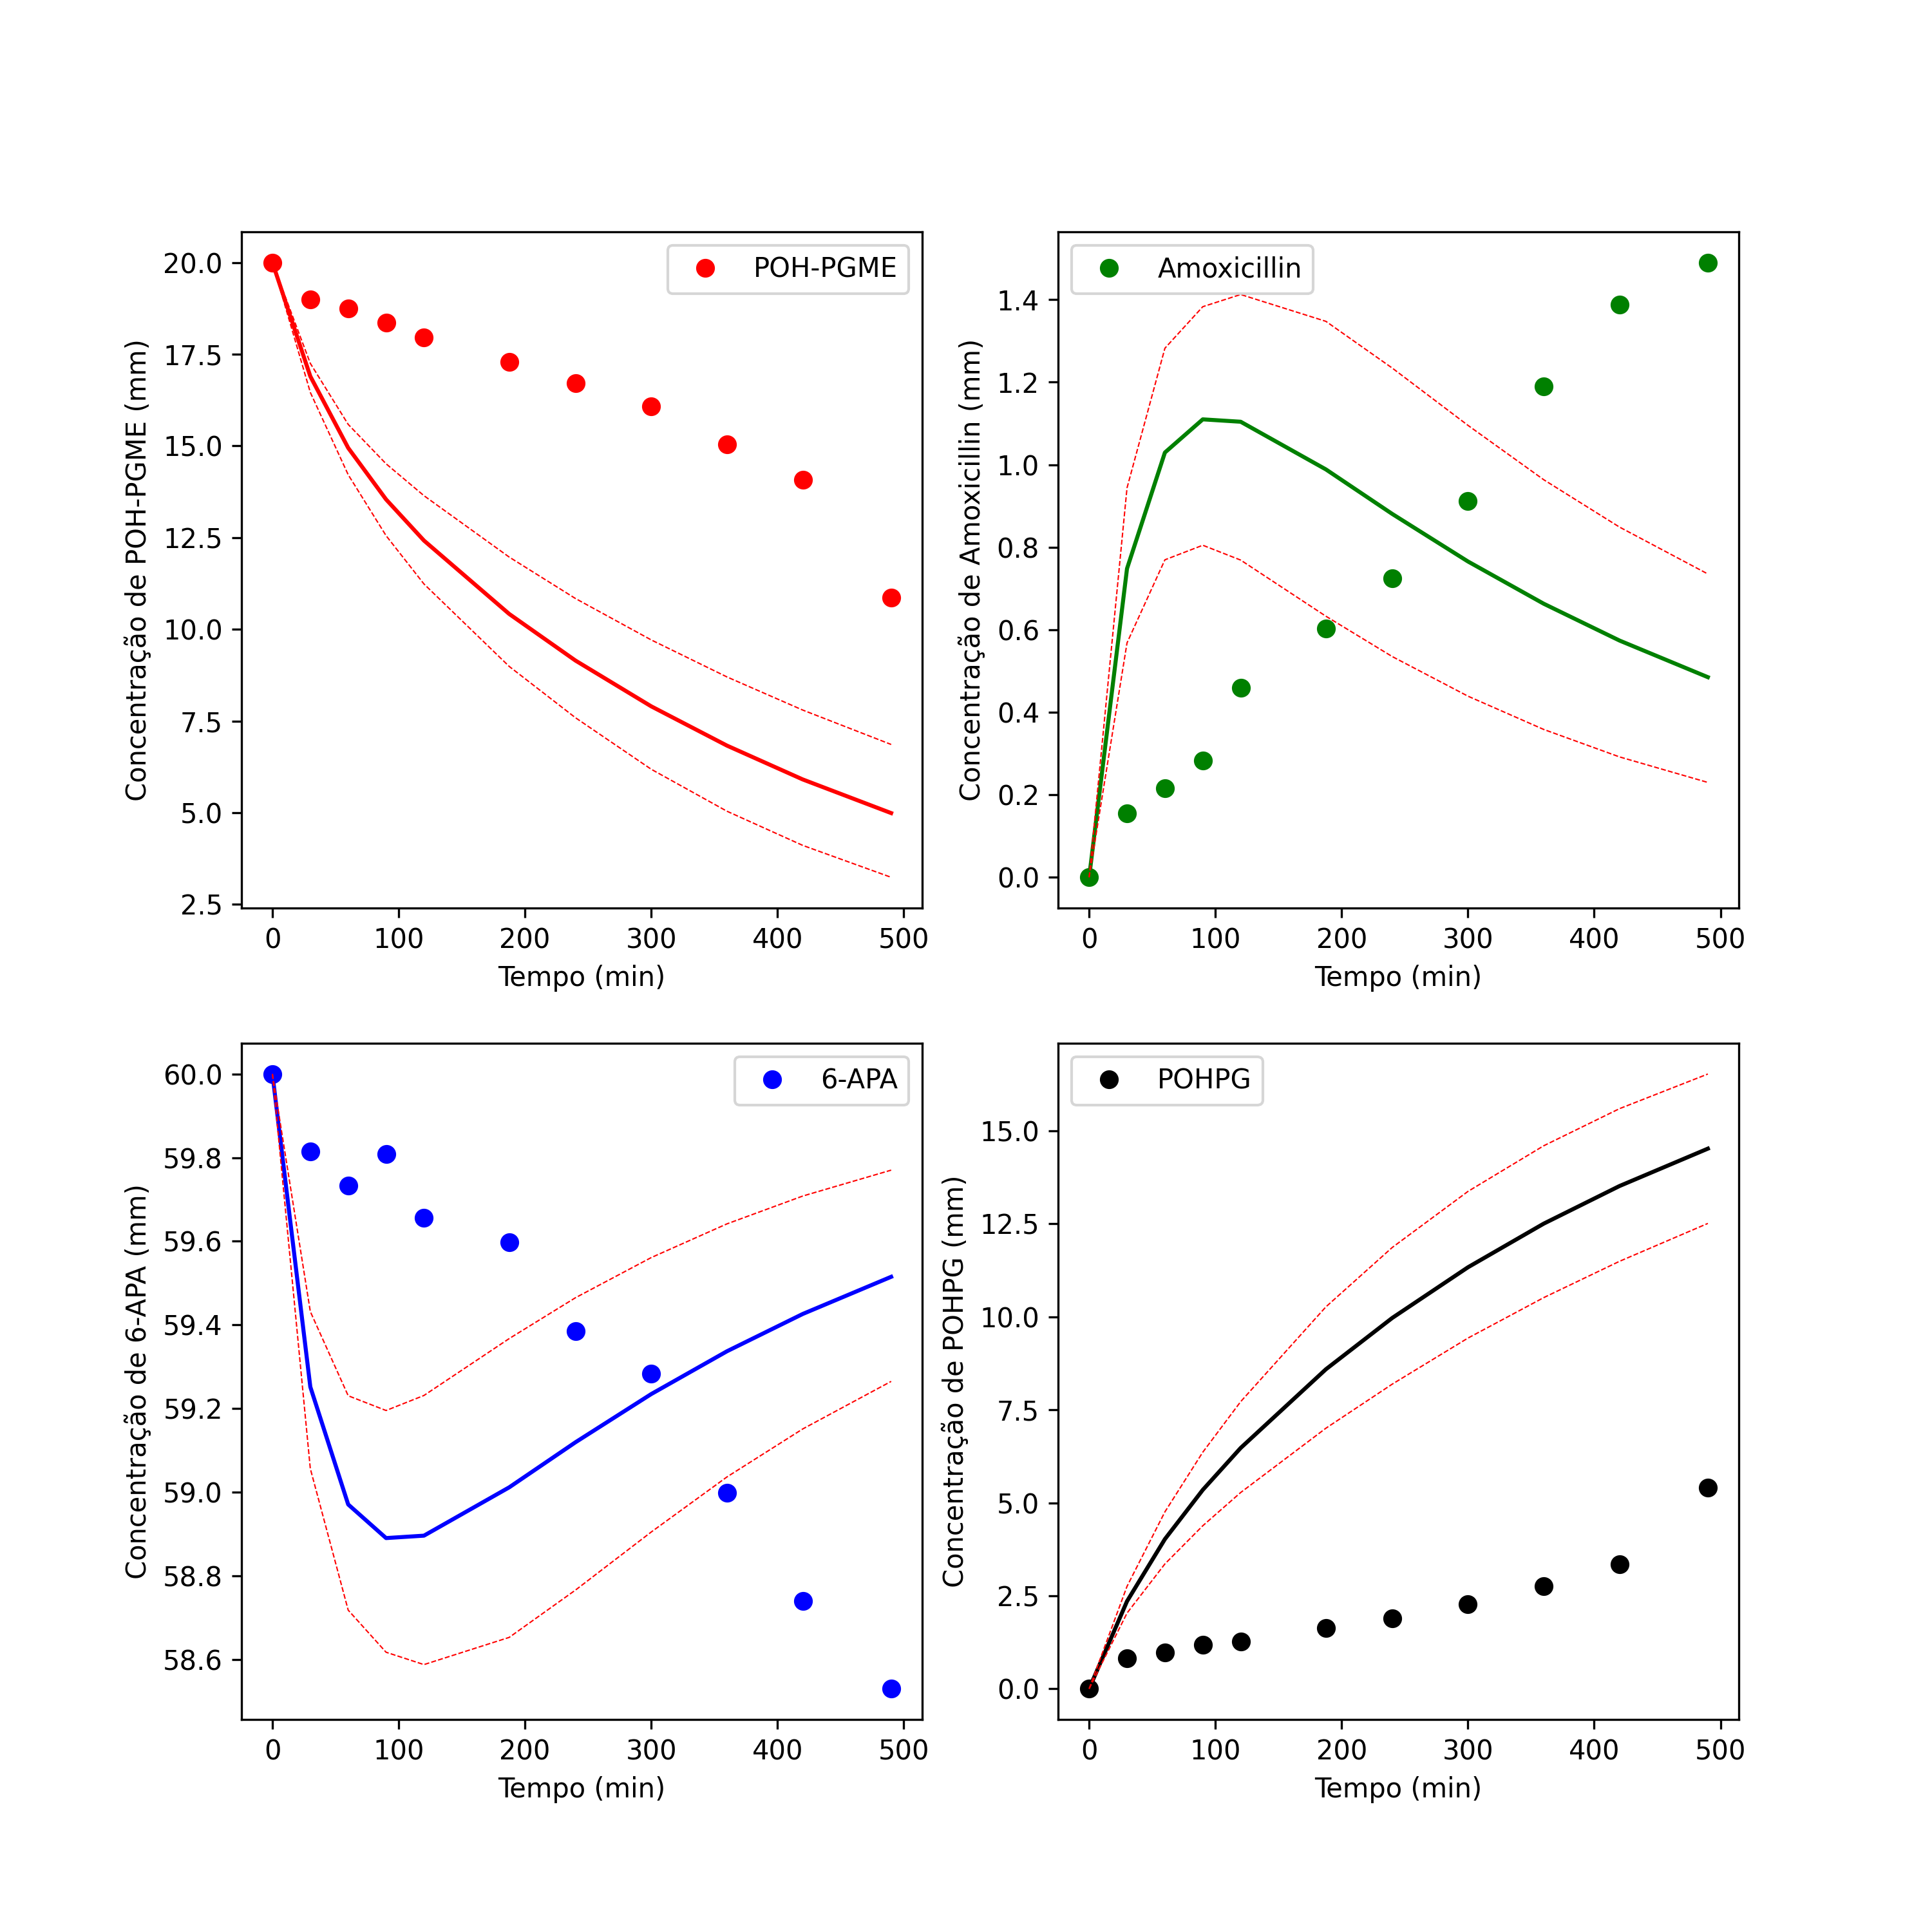 POH-PGME
20.0
17.5
15.0
12.5
10.0
7.5
5.0
2.5
Concentração de POH-PGME (mm)
0 100 200 300 400 500
Tempo (min)
Amoxicillin
1.4
1.2
1.0
0.8
0.6
0.4
0.2
0.0
Concentração de Amoxicillin (mm)
0 100 200 300 400 500
Tempo (min)
6-APA
60.0
59.8
59.6
59.4
59.2
59.0
58.8
58.6
Concentração de 6-APA (mm)
0 100 200 300 400 500
Tempo (min)
POHPG
15.0
12.5
10.0
7.5
5.0
2.5
0.0
Concentração de POHPG (mm)
0 100 200 300 400 500
Tempo (min)